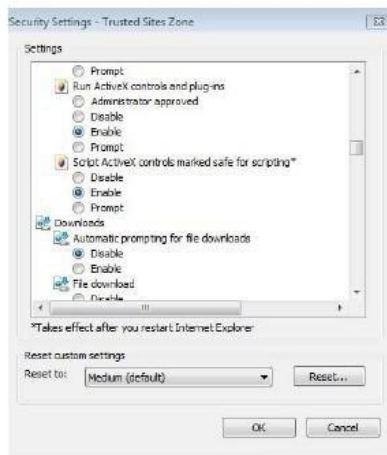 Security Settings - Trusted Sites Zone
Settings
Prompt
Run ActiveX controls and plug-ins
Administrator approved
Disable
Enable
Prompt
Script ActiveX controls marked safe for scripting*
Disable
Enable
Prompt
Downloads
Automatic prompting for file downloads
Disable
Enable
File download
Disable
*Takes effect after you restart Internet Explorer
Reset custom settings
Reset to: Medium (default) Reset...
OK Cancel